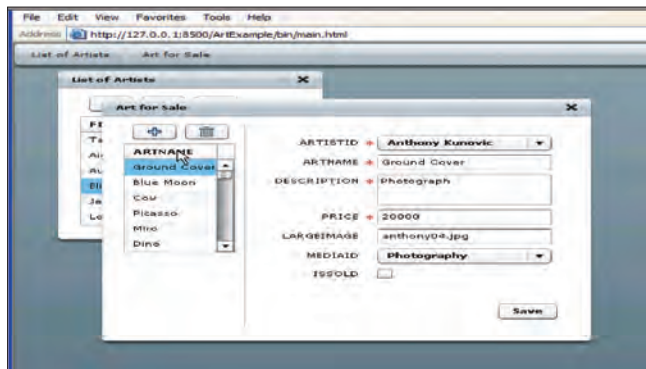 File Edit View Favorites Tools Help
Address http://127.0.0.1:8500/ArtExample/bin/main.html
List of Artists Art for Sale
List of Artists
Art for Sale
ARTNAME
Ground Cover
Blue Moon
Cow
Picasso
Miro
Dino
ARTISTID * Anthony Kunovic
ARTNAME * Ground Cover
DESCRIPTION * Photograph
PRICE * 20000
LARGEIMAGE anthony04.jpg
MEDIAID Photography
ISSOLD
Save